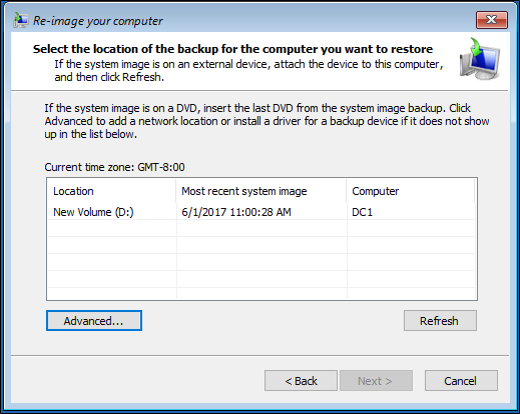 Re-image your computer
Select the location of the backup for the computer you want to restore
If the system image is on an external device, attach the device to this computer,
and then click Refresh.
If the system image is on a DVD, insert the last DVD from the system image backup. Click
Advanced to add a network location or install a driver for a backup device if it does not show
up in the list below.
Current time zone: GMT-8:00
Location Most recent system image Computer
New Volume (D:) 6/1/2017 11:00:28 AM DC1
Advanced... Refresh
< Back Next > Cancel